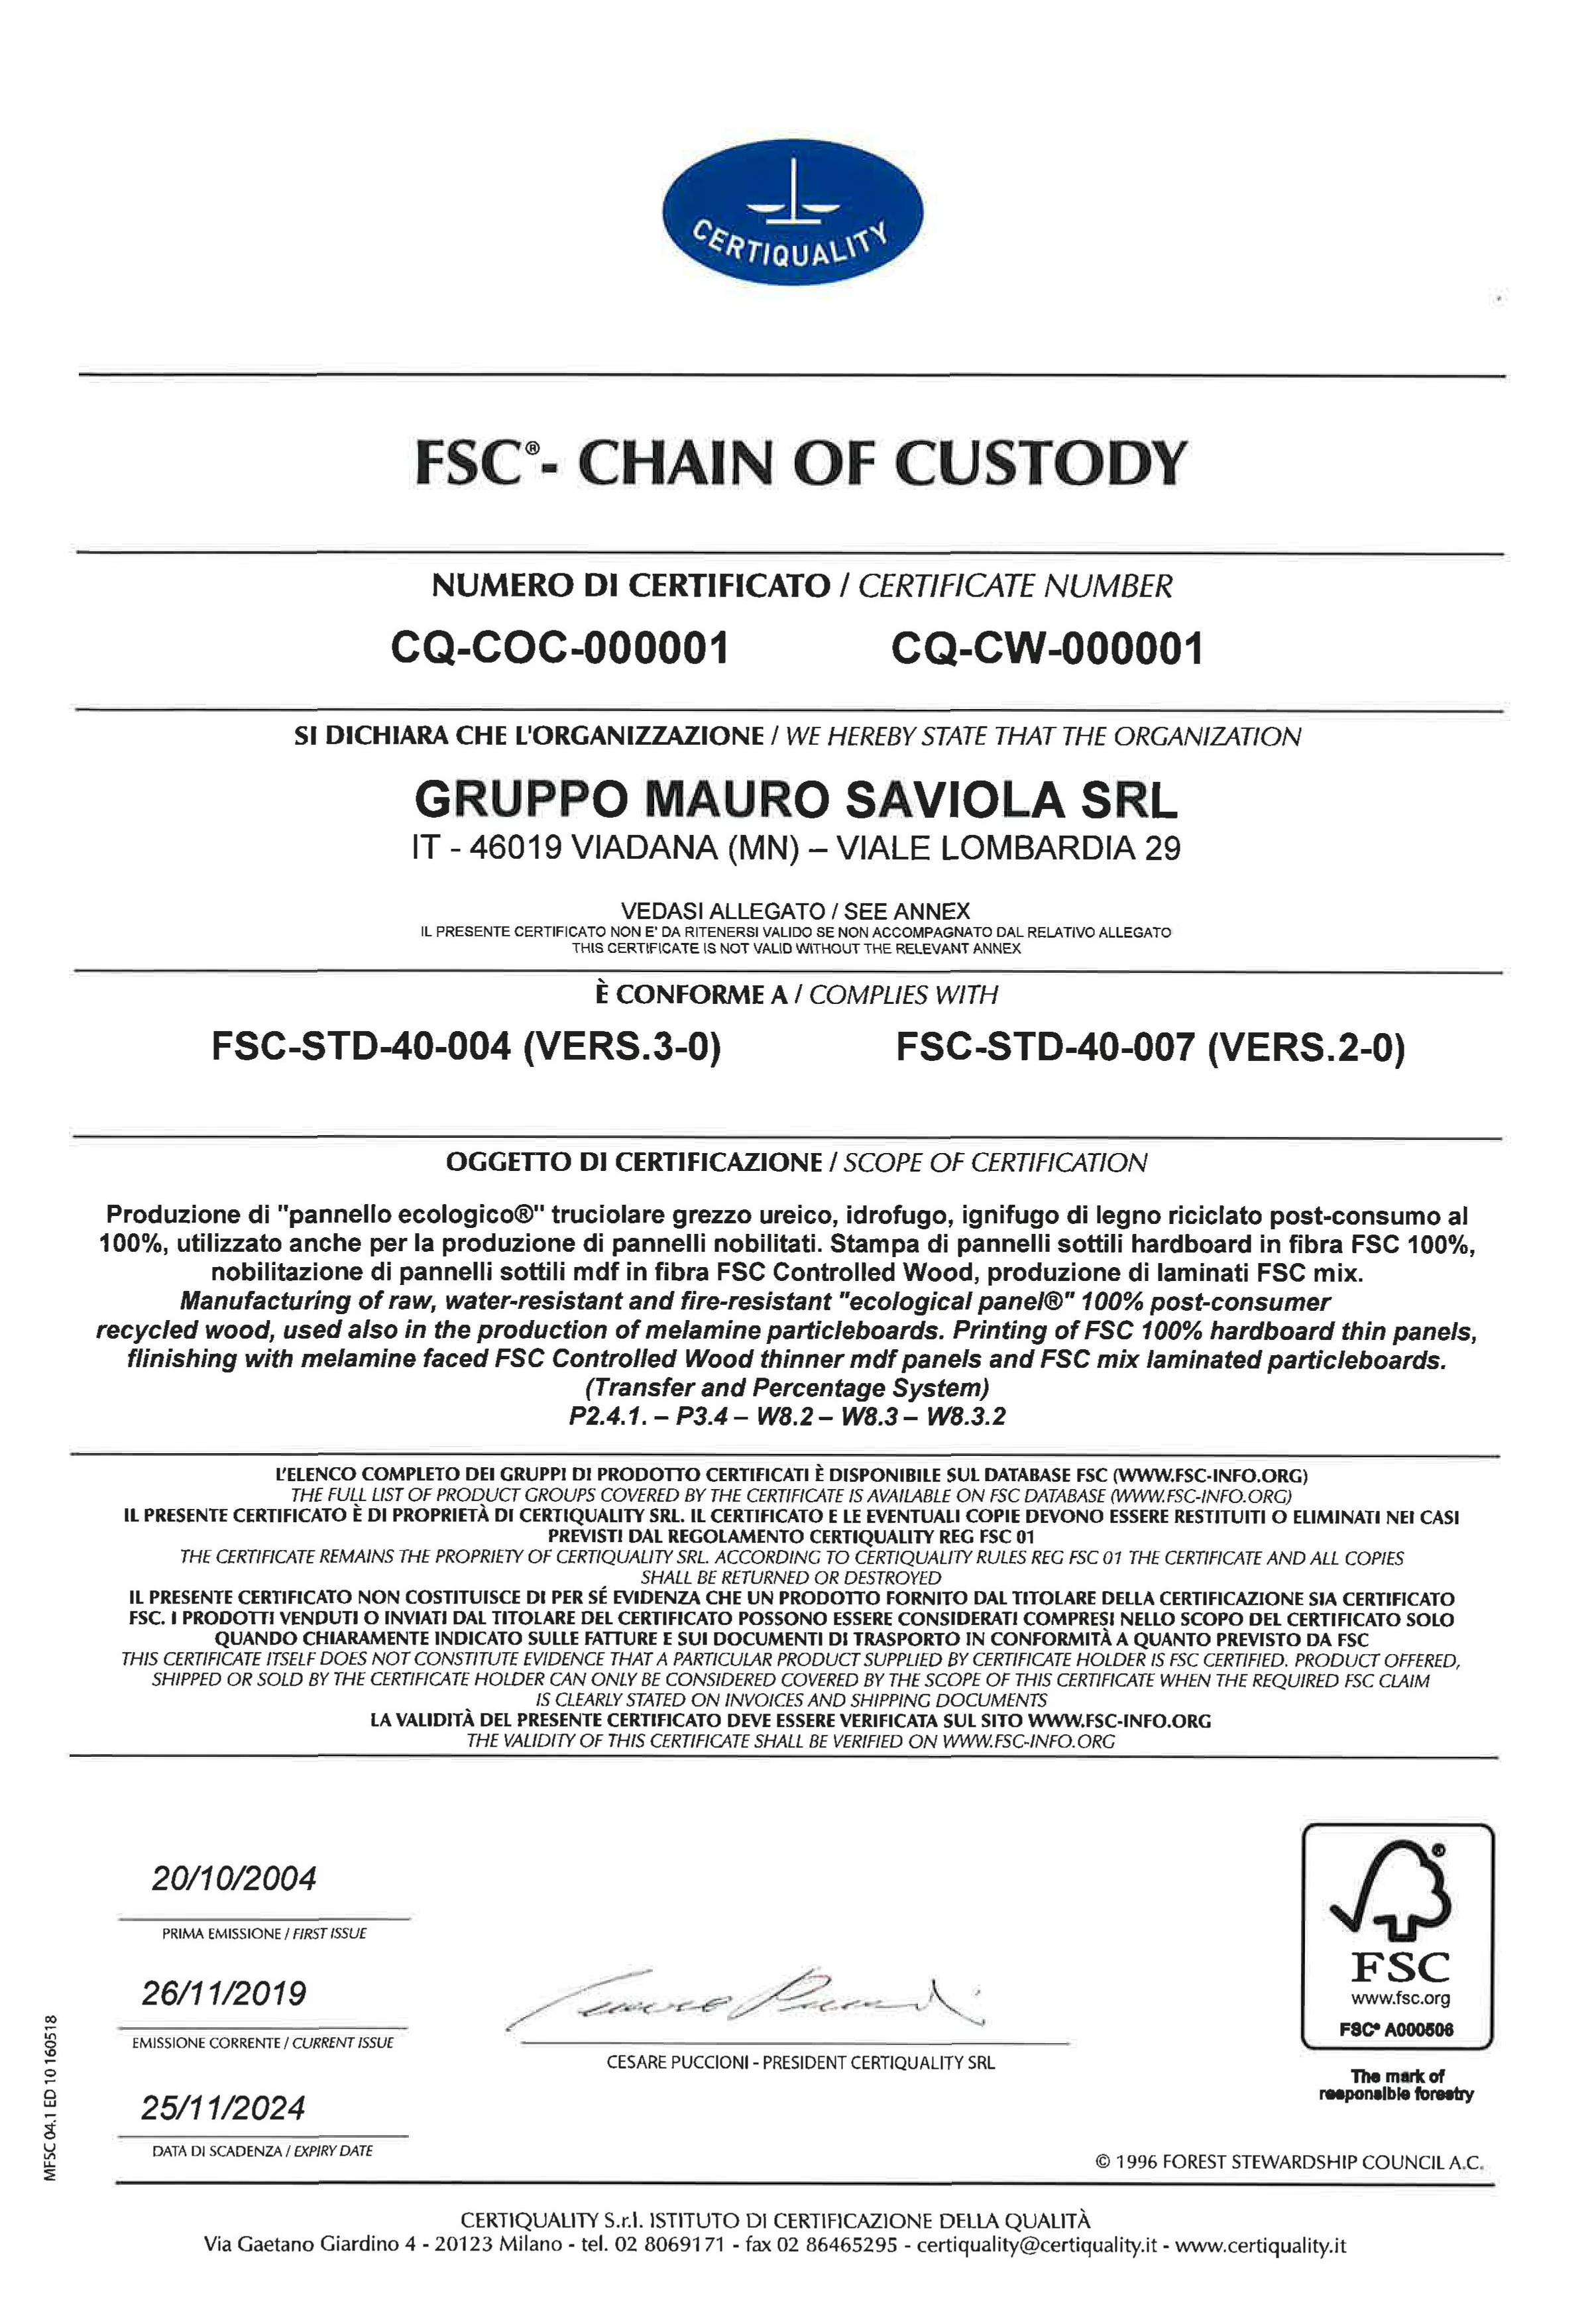 CERTIQUALITY
FSC®- CHAIN OF CUSTODY
NUMERO DI CERTIFICATO / CERTIFICATE NUMBER
CQ-COC-000001 CQ-CW-000001
SI DICHIARA CHE L'ORGANIZZAZIONE / WE HEREBY STATE THAT THE ORGANIZATION
GRUPPO MAURO SAVIOLA SRL
IT - 46019 VIADANA (MN) – VIALE LOMBARDIA 29
VEDASI ALLEGATO / SEE ANNEX
IL PRESENTE CERTIFICATO NON E' DA RITENERSI VALIDO SE NON ACCOMPAGNATO DAL RELATIVO ALLEGATO
THIS CERTIFICATE IS NOT VALID WITHOUT THE RELEVANT ANNEX
È CONFORME A / COMPLIES WITH
FSC-STD-40-004 (VERS.3-0) FSC-STD-40-007 (VERS.2-0)
OGGETTO DI CERTIFICAZIONE / SCOPE OF CERTIFICATION
Produzione di "pannello ecologico®" truciolare grezzo ureico, idrofugo, ignifugo di legno riciclato post-consumo al
100%, utilizzato anche per la produzione di pannelli nobilitati. Stampa di pannelli sottili hardboard in fibra FSC 100%,
nobilitazione di pannelli sottili mdf in fibra FSC Controlled Wood, produzione di laminati FSC mix.
Manufacturing of raw, water-resistant and fire-resistant "ecological panel®" 100% post-consumer
recycled wood, used also in the production of melamine particleboards. Printing of FSC 100% hardboard thin panels,
flinishing with melamine faced FSC Controlled Wood thinner mdf panels and FSC mix laminated particleboards.
(Transfer and Percentage System)
P2.4.1. – P3.4 – W8.2 – W8.3 – W8.3.2
L'ELENCO COMPLETO DEI GRUPPI DI PRODOTTO CERTIFICATI È DISPONIBILE SUL DATABASE FSC (WWW.FSC-INFO.ORG)
THE FULL LIST OF PRODUCT GROUPS COVERED BY THE CERTIFICATE IS AVAILABLE ON FSC DATABASE (WWW.FSC-INFO.ORG)
IL PRESENTE CERTIFICATO È DI PROPRIETÀ DI CERTIQUALITY SRL. IL CERTIFICATO E LE EVENTUALI COPIE DEVONO ESSERE RESTITUITI O ELIMINATI NEI CASI
PREVISTI DAL REGOLAMENTO CERTIQUALITY REG FSC 01
THE CERTIFICATE REMAINS THE PROPRIETY OF CERTIQUALITY SRL. ACCORDING TO CERTIQUALITY RULES REG FSC 01 THE CERTIFICATE AND ALL COPIES
SHALL BE RETURNED OR DESTROYED
IL PRESENTE CERTIFICATO NON COSTITUISCE DI PER SÉ EVIDENZA CHE UN PRODOTTO FORNITO DAL TITOLARE DELLA CERTIFICAZIONE SIA CERTIFICATO
FSC. I PRODOTTI VENDUTI O INVIATI DAL TITOLARE DEL CERTIFICATO POSSONO ESSERE CONSIDERATI COMPRESI NELLO SCOPO DEL CERTIFICATO SOLO
QUANDO CHIARAMENTE INDICATO SULLE FATTURE E SUI DOCUMENTI DI TRASPORTO IN CONFORMITÀ A QUANTO PREVISTO DA FSC
THIS CERTIFICATE ITSELF DOES NOT CONSTITUTE EVIDENCE THAT A PARTICULAR PRODUCT SUPPLIED BY CERTIFICATE HOLDER IS FSC CERTIFIED. PRODUCT OFFERED,
SHIPPED OR SOLD BY THE CERTIFICATE HOLDER CAN ONLY BE CONSIDERED COVERED BY THE SCOPE OF THIS CERTIFICATE WHEN THE REQUIRED FSC CLAIM
IS CLEARLY STATED ON INVOICES AND SHIPPING DOCUMENTS
LA VALIDITÀ DEL PRESENTE CERTIFICATO DEVE ESSERE VERIFICATA SUL SITO WWW.FSC-INFO.ORG
THE VALIDITY OF THIS CERTIFICATE SHALL BE VERIFIED ON WWW.FSC-INFO.ORG
20/10/2004
PRIMA EMISSIONE / FIRST ISSUE
26/11/2019
EMISSIONE CORRENTE / CURRENT ISSUE
25/11/2024
DATA DI SCADENZA / EXPIRY DATE
MFSC 04.1 ED 10 160518
CESARE PUCCIONI - PRESIDENT CERTIQUALITY SRL
FSC
www.fsc.org
FSC® A000506
The mark of
responsible forestry
© 1996 FOREST STEWARDSHIP COUNCIL A.C.
CERTIQUALITY S.r.l. ISTITUTO DI CERTIFICAZIONE DELLA QUALITÀ
Via Gaetano Giardino 4 - 20123 Milano - tel. 02 8069171 - fax 02 86465295 - certiquality@certiquality.it - www.certiquality.it